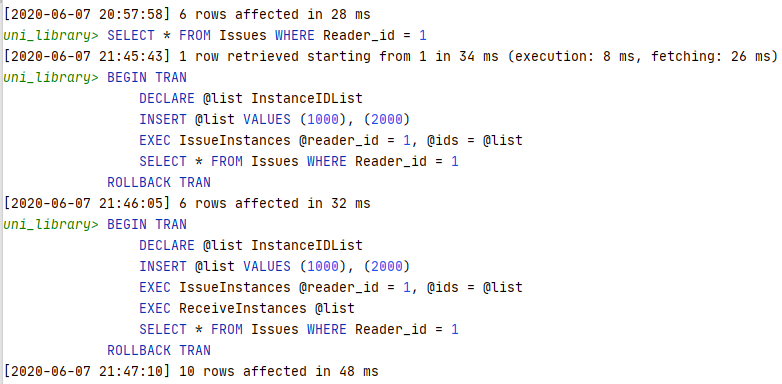 [2020-06-07 20:57:58] 6 rows affected in 28 ms
uni_library> SELECT * FROM Issues WHERE Reader_id = 1
[2020-06-07 21:45:43] 1 row retrieved starting from 1 in 34 ms (execution: 8 ms, fetching: 26 ms)
uni_library> BEGIN TRAN
DECLARE @list InstanceIDList
INSERT @list VALUES (1000), (2000)
EXEC IssueInstances @reader_id = 1, @ids = @list
SELECT * FROM Issues WHERE Reader_id = 1
ROLLBACK TRAN
[2020-06-07 21:46:05] 6 rows affected in 32 ms
uni_library> BEGIN TRAN
DECLARE @list InstanceIDList
INSERT @list VALUES (1000), (2000)
EXEC IssueInstances @reader_id = 1, @ids = @list
EXEC ReceiveInstances @list
SELECT * FROM Issues WHERE Reader_id = 1
ROLLBACK TRAN
[2020-06-07 21:47:10] 10 rows affected in 48 ms